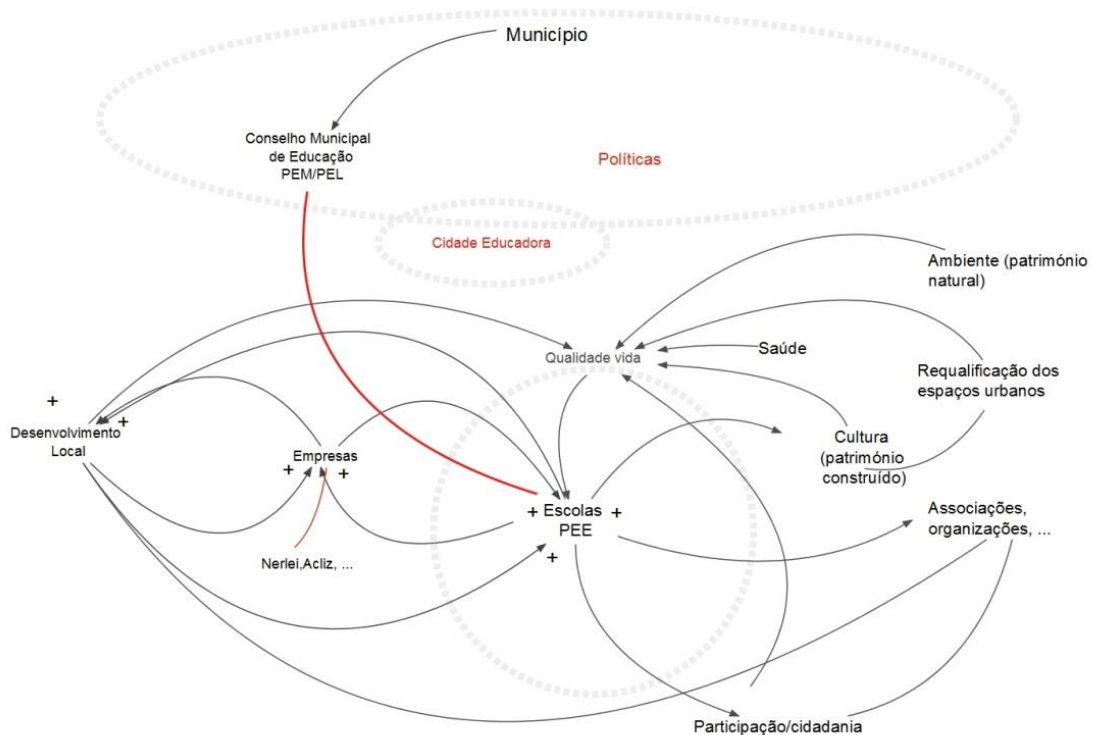 Município
Conselho Municipal
de Educação
PEM/PEL
Políticas
Cidade Educadora
Ambiente (património
natural)
Qualidade vida
Saúde
Requalificação dos
espaços urbanos
+
+
Desenvolvimento
Local
Empresas
+
+
Cultura
(património
construído)
+ Escolas +
PEE
+
Associações,
organizações, ...
Nerlei,Acliz, ...
Participação/cidadania